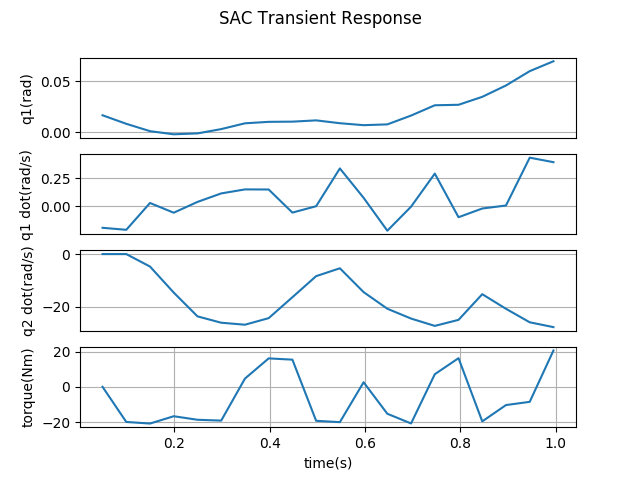 SAC Transient Response
q1(rad)
0.05
0.00
q1 dot(rad/s)
0.25
0.00
q2 dot(rad/s)
0
−20
torque(Nm)
20
0
−20
0.2 0.4 0.6 0.8 1.0
time(s)